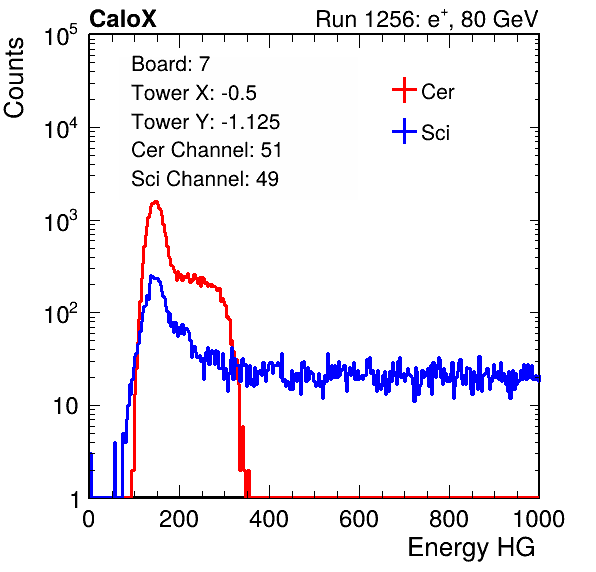 CaloX Run 1256: e⁺, 80 GeV
Counts
10⁵
10⁴
10³
10²
10
1
Board: 7
Tower X: -0.5
Tower Y: -1.125
Cer Channel: 51
Sci Channel: 49
Cer
Sci
0 200 400 600 800 1000
Energy HG